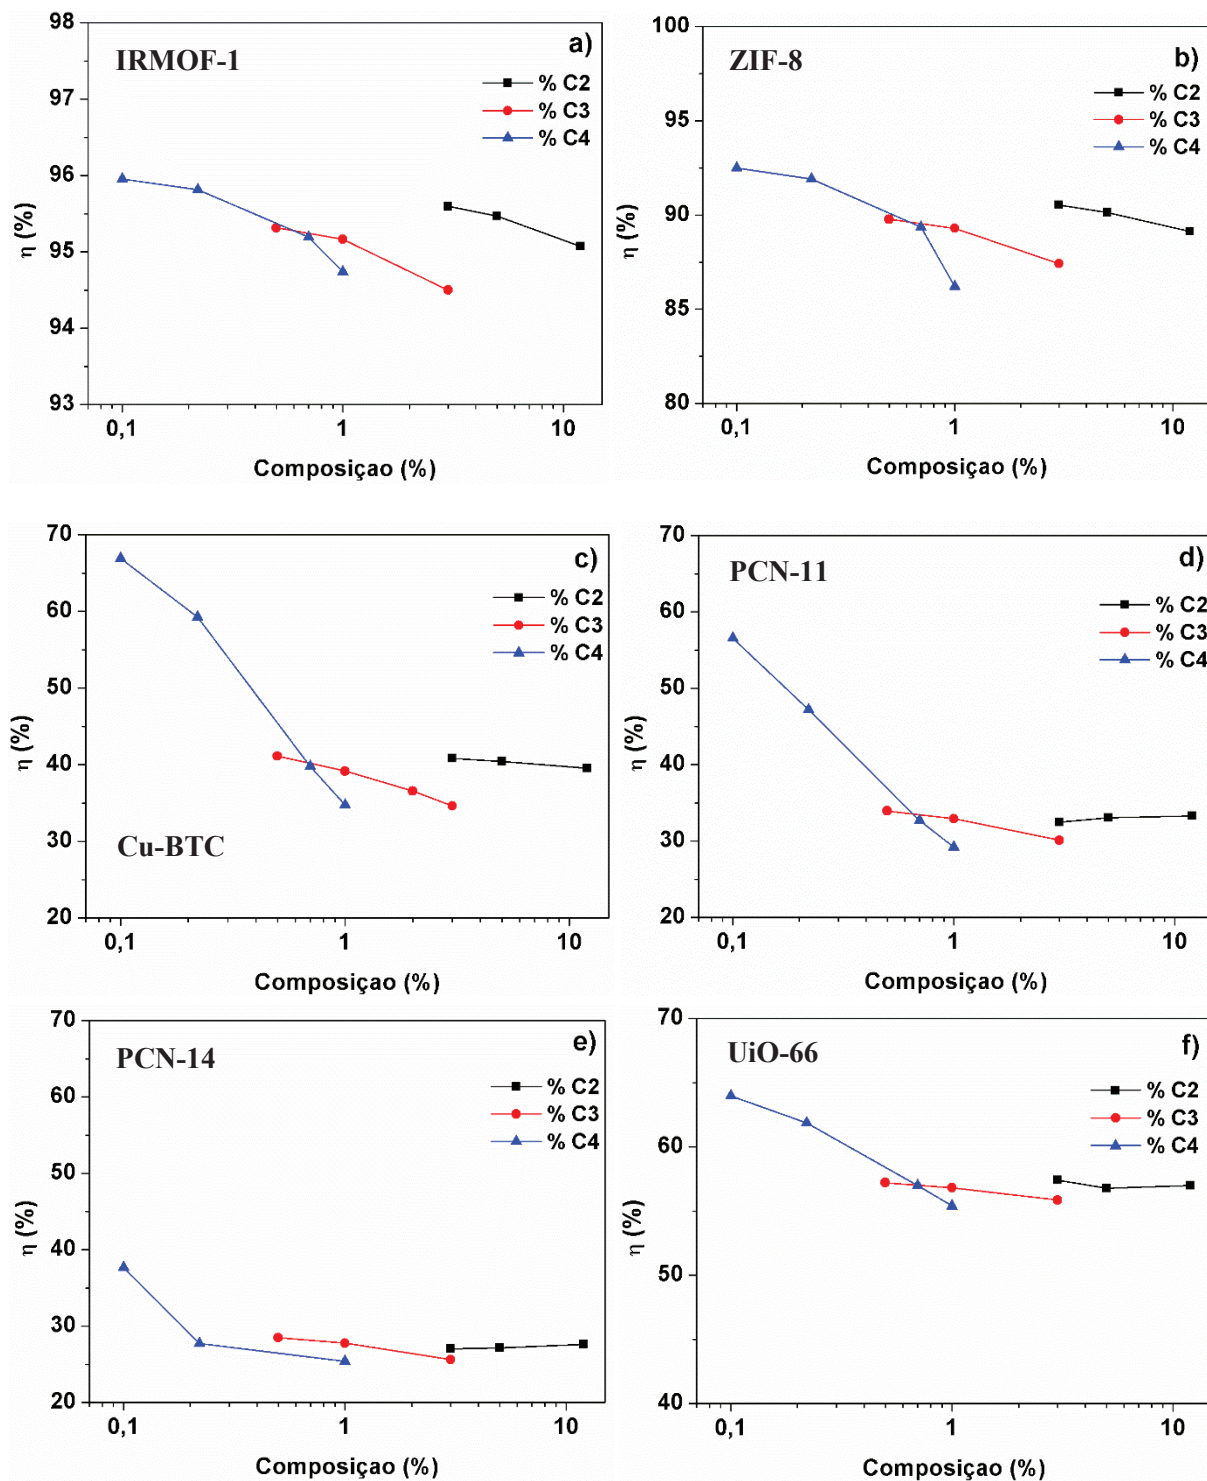 IRMOF-1
a)
% C2
% C3
% C4
98
97
96
95
94
93
η (%)
0,1
1
10
Composiçao (%)
ZIF-8
b)
% C2
% C3
% C4
100
95
90
85
80
η (%)
0,1
1
10
Composiçao (%)
c)
% C2
% C3
% C4
70
60
50
40
30
20
η (%)
Cu-BTC
0,1
1
10
Composiçao (%)
PCN-11
d)
% C2
% C3
% C4
70
60
50
40
30
20
η (%)
0,1
1
10
Composiçao (%)
PCN-14
e)
% C2
% C3
% C4
70
60
50
40
30
20
η (%)
0,1
1
10
Composiçao (%)
UiO-66
f)
% C2
% C3
% C4
70
60
50
40
η (%)
0,1
1
10
Composiçao (%)